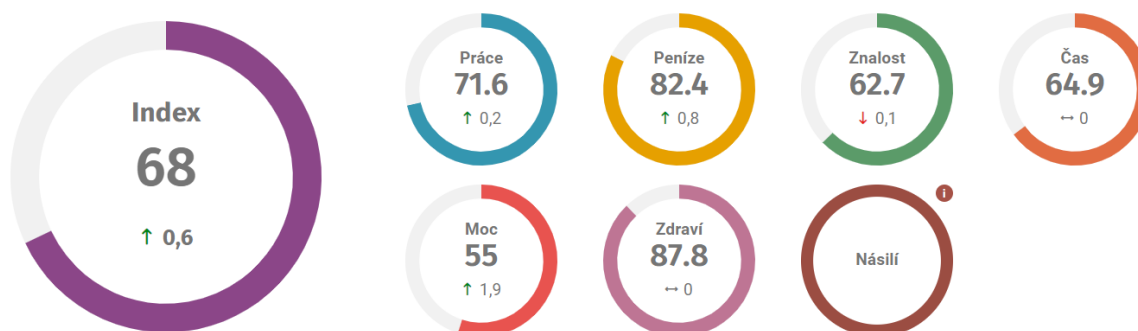 Index
68
↑ 0,6
Práce
71.6
↑ 0,2
Peníze
82.4
↑ 0,8
Znalost
62.7
↓ 0,1
Čas
64.9
↔ 0
Moc
55
↑ 1,9
Zdraví
87.8
↔ 0
i
Násilí